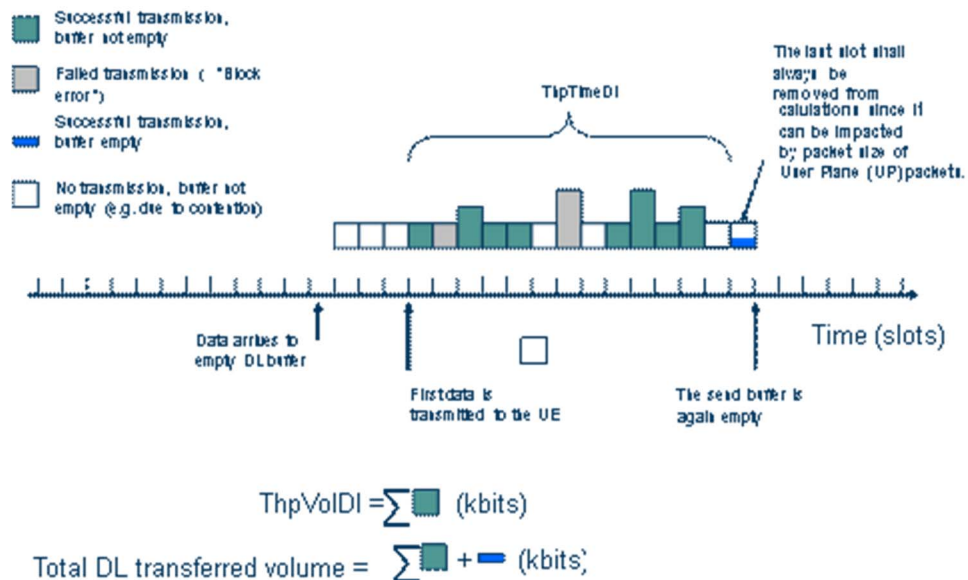 Successful transmission,
buffer not empty
Failed transmission ( "Block
error")
Successful transmission,
buffer empty
No transmission, buffer not
empty (e.g. due to contention)
ThpTimeDl
The last slot shall
always be
removed from
calculations since it
can be impacted
by packet size of
User Plane (UP) packets.
Data arrives to
empty DL buffer
First data is
transmitted to the UE
The send buffer is
again empty
Time (slots)
ThpVolDl = ∑ (kbits)
Total DL transferred volume = ∑ + (kbits)